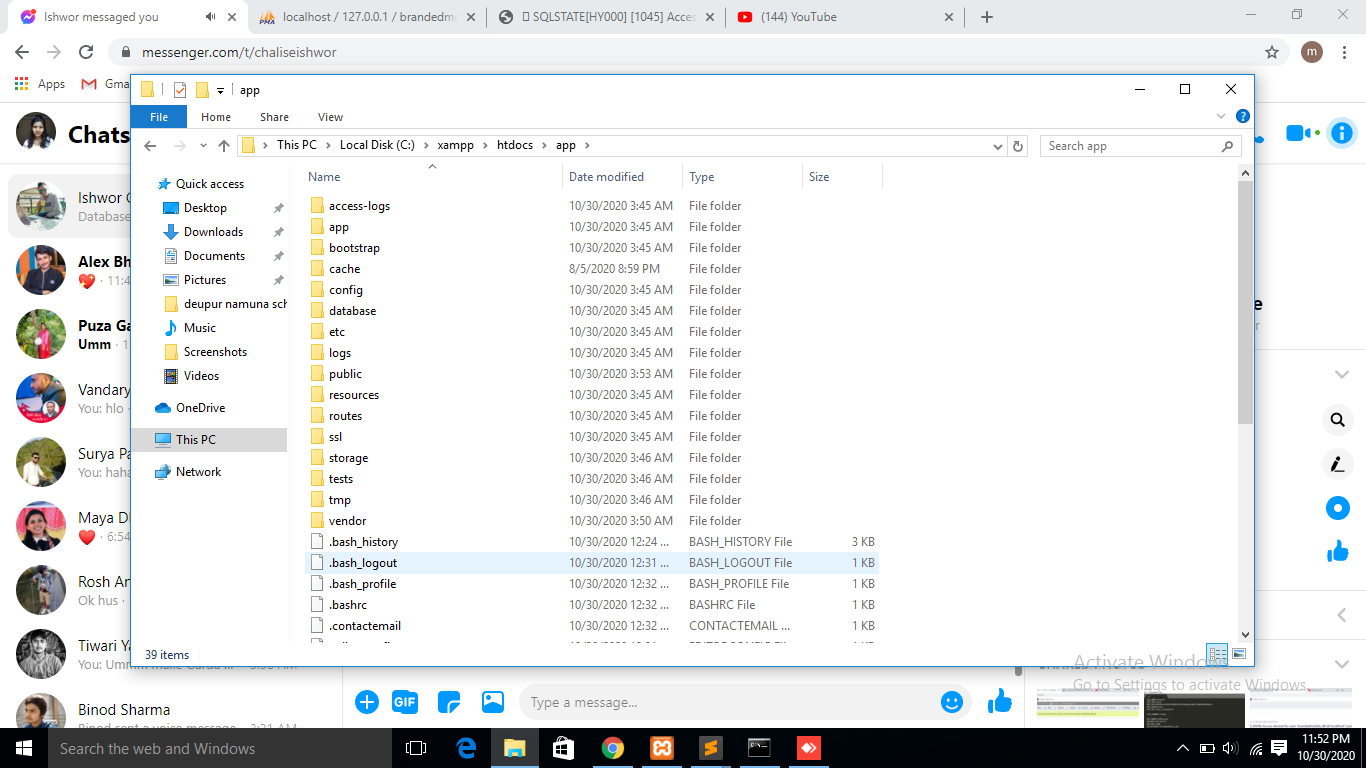 Ishwor messaged you
localhost / 127.0.0.1 / brandedmo
SQLSTATE[HY000] [1045] Acces
(144) YouTube
messenger.com/t/chaliseishwor
m
Apps
Gma
app
File
Home
Share
View
This PC
Local Disk (C:)
xampp
htdocs
app
Search app
Name
Date modified
Type
Size
Quick access
Desktop
Downloads
Documents
Pictures
deupur namuna sch
Music
Screenshots
Videos
OneDrive
This PC
Network
access-logs 10/30/2020 3:45 AM File folder
app 10/30/2020 3:45 AM File folder
bootstrap 10/30/2020 3:45 AM File folder
cache 8/5/2020 8:59 PM File folder
config 10/30/2020 3:45 AM File folder
database 10/30/2020 3:45 AM File folder
etc 10/30/2020 3:45 AM File folder
logs 10/30/2020 3:45 AM File folder
public 10/30/2020 3:53 AM File folder
resources 10/30/2020 3:45 AM File folder
routes 10/30/2020 3:45 AM File folder
ssl 10/30/2020 3:45 AM File folder
storage 10/30/2020 3:46 AM File folder
tests 10/30/2020 3:46 AM File folder
tmp 10/30/2020 3:46 AM File folder
vendor 10/30/2020 3:50 AM File folder
.bash_history 10/30/2020 12:24 ... BASH_HISTORY File 3 KB
.bash_logout 10/30/2020 12:31 ... BASH_LOGOUT File 1 KB
.bash_profile 10/30/2020 12:32 ... BASH_PROFILE File 1 KB
.bashrc 10/30/2020 12:32 ... BASHRC File 1 KB
.contactemail 10/30/2020 12:32 ... CONTACTEMAIL ... 1 KB
39 items
Chats
Ishwor C
Database
Alex Bh
· 11:4
Puza Ga
Umm · 1
Vandary
You: hlo ·
Surya Pa
You: haha
Maya D
· 6:54
Rosh An
Ok hus ·
Tiwari Ya
You: Ummm
Binod Sharma
Binod sent a voice message
GIF
Type a message...
Activate Windows
Go to Settings to activate Windows.
Search the web and Windows
11:52 PM
10/30/2020